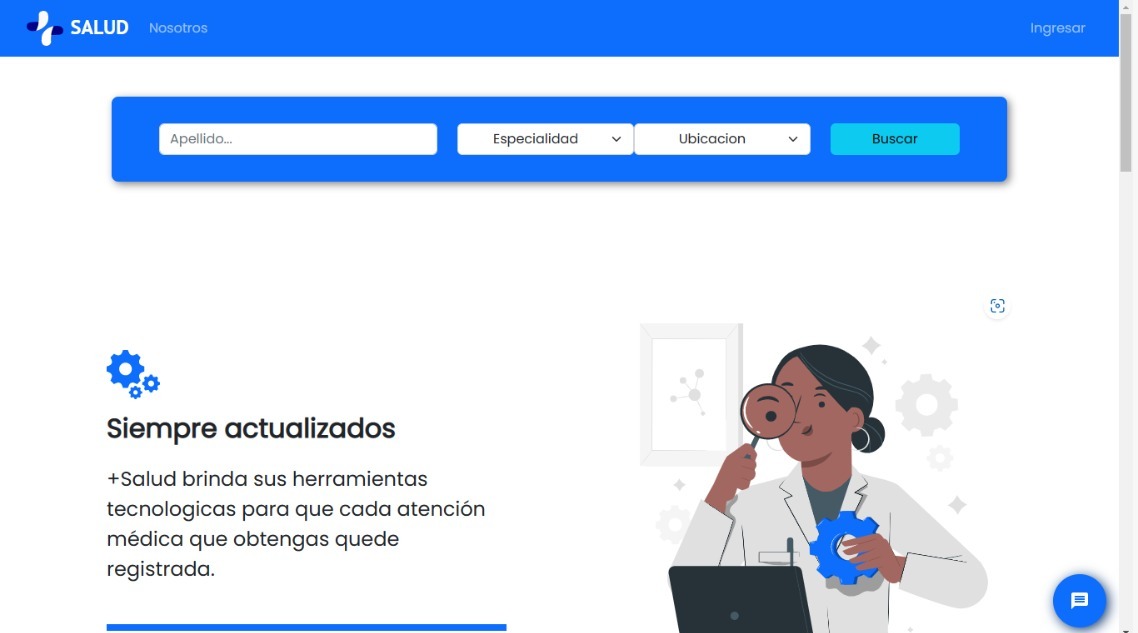 SALUD
Nosotros
Ingresar
Apellido...
Especialidad
Ubicacion
Buscar
Siempre actualizados
+Salud brinda sus herramientas
tecnologicas para que cada atención
médica que obtengas quede
registrada.